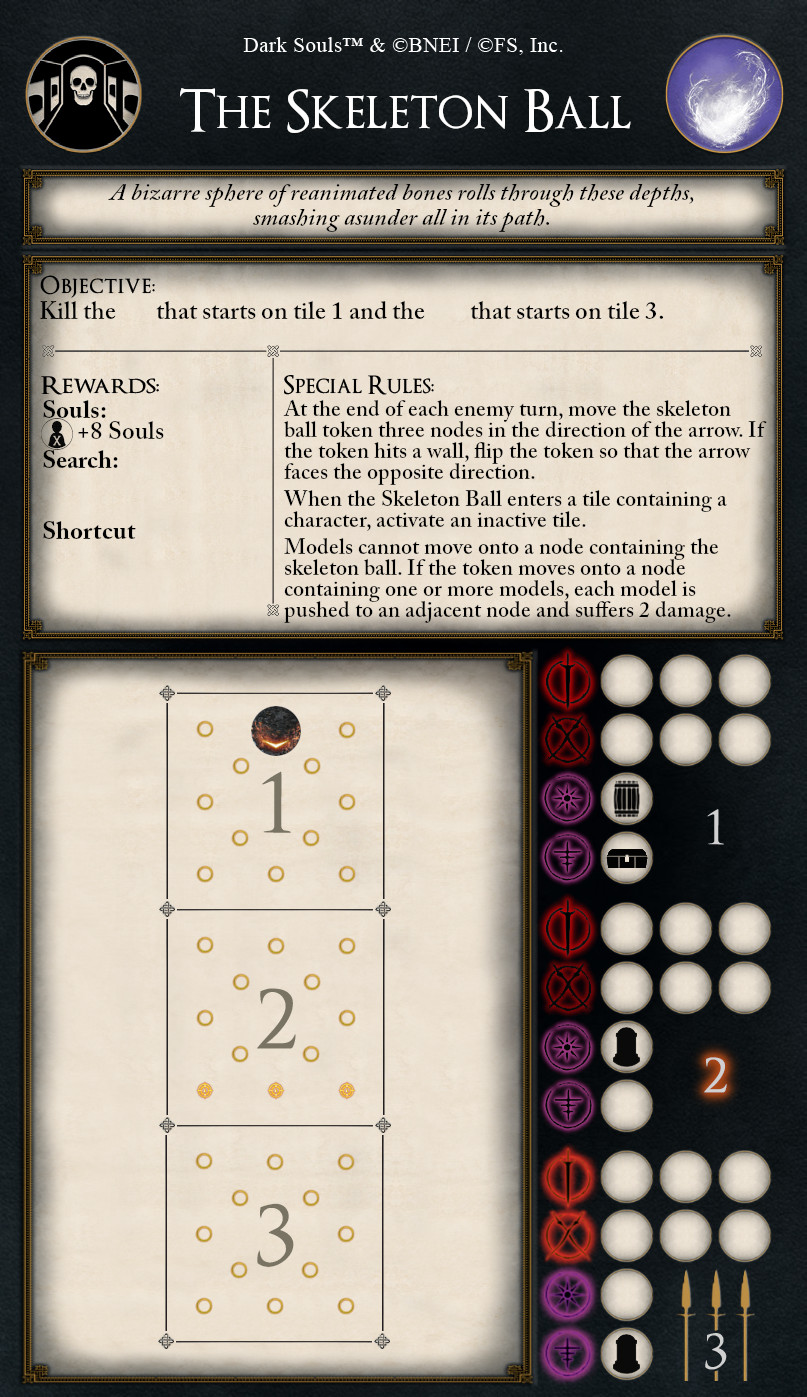 Dark Souls™ & ©BNEI / ©FS, Inc.
The Skeleton Ball
A bizarre sphere of reanimated bones rolls through these depths,
smashing asunder all in its path.
Objective:
Kill the that starts on tile 1 and the that starts on tile 3.
Rewards:
Souls:
X +8 Souls
Search:
Shortcut
Special Rules:
At the end of each enemy turn, move the skeleton
ball token three nodes in the direction of the arrow. If
the token hits a wall, flip the token so that the arrow
faces the opposite direction.
When the Skeleton Ball enters a tile containing a
character, activate an inactive tile.
Models cannot move onto a node containing the
skeleton ball. If the token moves onto a node
containing one or more models, each model is
pushed to an adjacent node and suffers 2 damage.
1
2
3
1
2
3